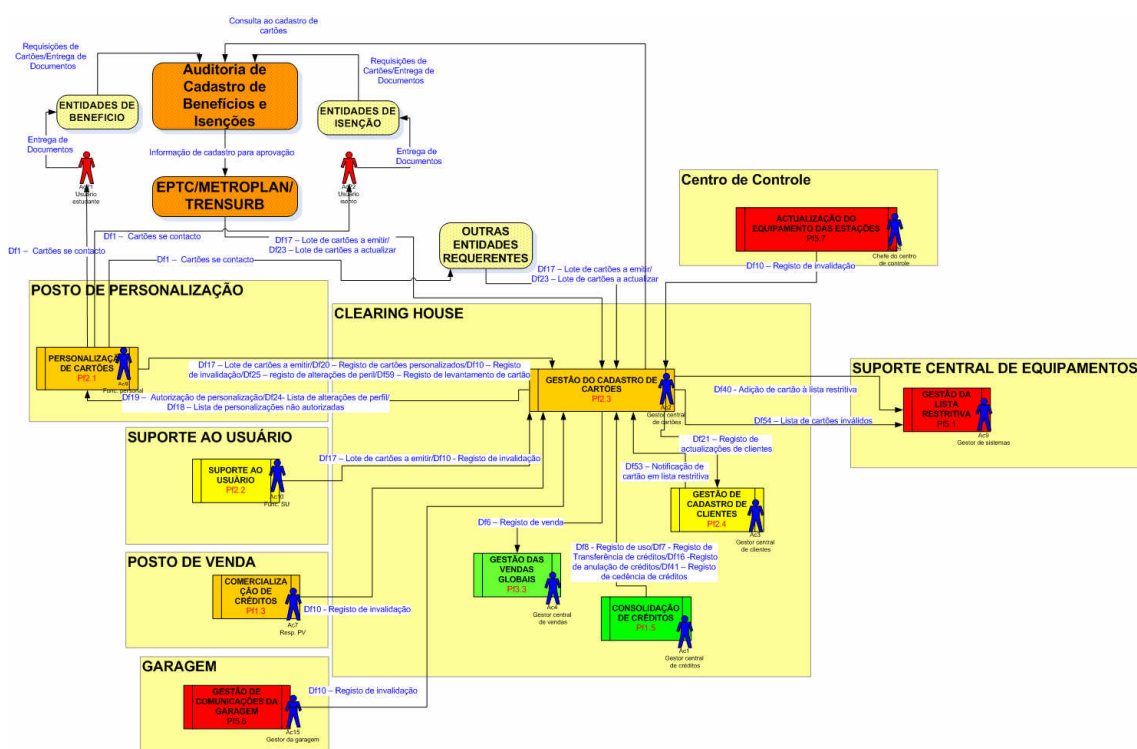 Consulta ao cadastro de
cartões
Requisições de
Cartões/Entrega de
Documentos
Auditoria de
Cadastro de
Benefícios e
Isenções
Requisições de
Cartões/Entrega de
Documentos
ENTIDADES DE
BENEFICIO
ENTIDADES DE
ISENÇÃO
Entrega de
Documentos
Informação de cadastro para aprovação
Entrega de
Documentos
Usuário
estudante
EPTC/METROPLAN/
TRENSURB
Ac22
Usuário
isento
Centro de Controle
ACTUALIZAÇÃO DO
EQUIPAMENTO DAS ESTAÇÕES
Pf5.7
Chefe do centro
de controle
Df1 – Cartões se contacto
Df17 – Lote de cartões a emitir/
Df23 – Lote de cartões a actualizar
OUTRAS
ENTIDADES
REQUERENTES
Df1 – Cartões se contacto
Df17 – Lote de cartões a emitir/
Df23 – Lote de cartões a actualizar
Df10 – Registo de invalidação
POSTO DE PERSONALIZAÇÃO
CLEARING HOUSE
PERSONALIZAÇÃO
DE CARTÕES
Pf2.1
Func. personal
Df17 – Lote de cartões a emitir/Df20 – Registo de cartões personalizados/Df10 – Registo
de invalidação/Df25 – registo de alterações de peril/Df59 – Registo de levantamento de cartão
GESTÃO DO CADASTRO DE
CARTÕES
Pf2.3
Ac2
Gestor central
de cartões
SUPORTE CENTRAL DE EQUIPAMENTOS
Df40 - Adição de cartão à lista restritiva
GESTÃO DA
LISTA
RESTRITIVA
Pf5.1
Ac9
Gestor de sistemas
Df19 – Autorização de personalização/Df24- Lista de alterações de perfil/
Df18 – Lista de personalizações não autorizadas
Df54 – Lista de cartões inválidos
SUPORTE AO USUÁRIO
Df21 – Registo de
actualizações de clientes
Df17 – Lote de cartões a emitir/Df10 - Registo de invalidação
SUPORTE AO
USUÁRIO
Pf2.2
Ac10
Func. SU
Df53 – Notificação de
cartão em lista restritiva
GESTÃO DE
CADASTRO DE
CLIENTES
Pf2.4
Ac3
Gestor central
de clientes
Df6 – Registo de venda
Df8 - Registo de uso/Df7 - Registo de
Transferência de créditos/Df16 -Registo
de anulação de créditos/Df41 – Registo
de cedência de créditos
POSTO DE VENDA
GESTÃO DAS
VENDAS
GLOBAIS
Pf3.3
Ac4
Gestor central
de vendas
COMERCIALIZA
ÇÃO DE
CRÉDITOS
Pf1.3
Ac7
Resp. PV
Df10 - Registo de invalidação
CONSOLIDAÇÃO
DE CRÉDITOS
Pf1.5
Ac1
Gestor central
de créditos
GARAGEM
GESTÃO DE
COMUNICAÇÕES DA
GARAGEM
Pf5.6
Ac15
Gestor da garagem
Df10 – Registo de invalidação